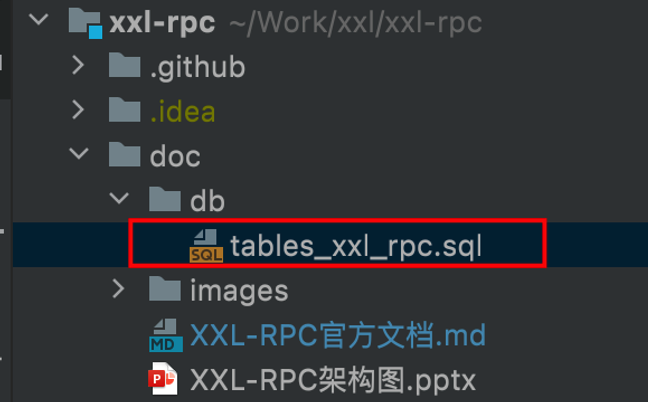 xxl-rpc ~/Work/xxl/xxl-rpc
.github
.idea
doc
db
SQL tables_xxl_rpc.sql
images
MD XXL-RPC官方文档.md
P XXL-RPC架构图.pptx